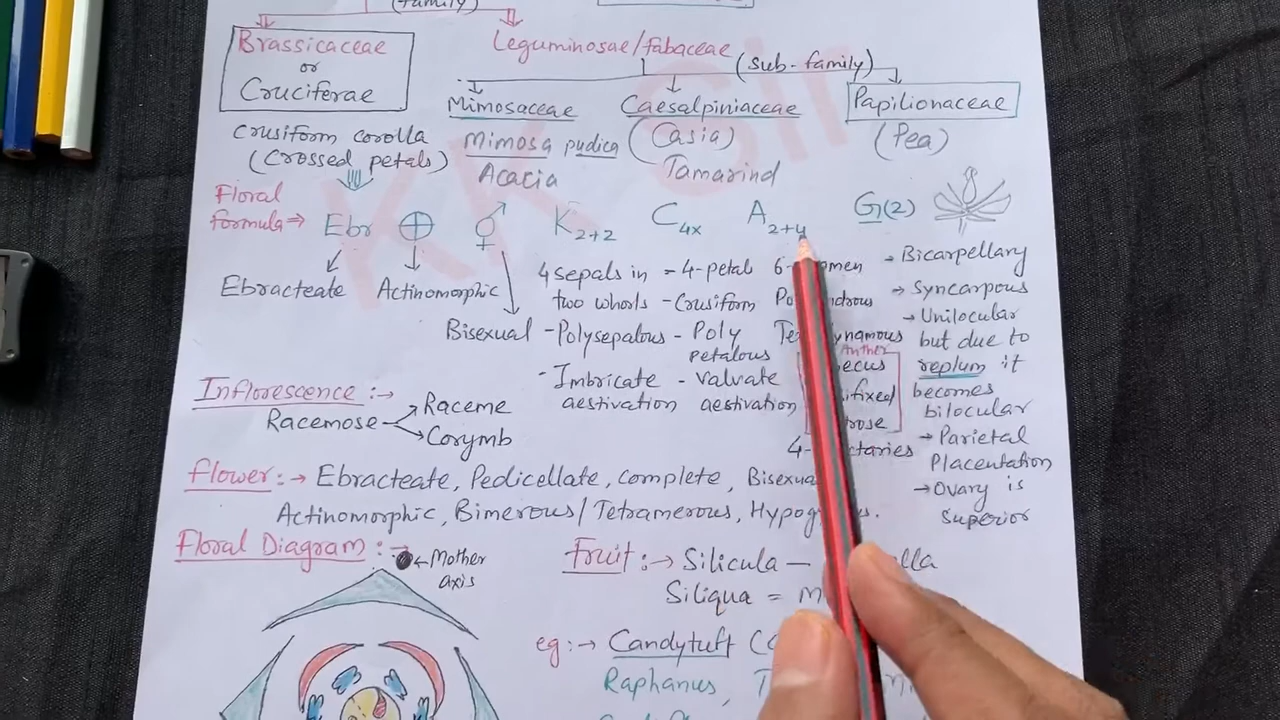 (family)
Brassicaceae
or
Cruciferae
Leguminosae/fabaceae
(sub-family)
Mimosaceae
Caesalpiniaceae
Papilionaceae
Crusiform corolla
(Crossed petals)
Mimosa pudica
Acacia
(Casia)
Tamarind
(Pea)
KK Sir
Floral
formula⇒ Ebr ⊕ ⚥ K2+2 C4x A2+4 G(2)
Ebracteate
Actinomorphic
Bisexual
4 sepals in
two whorls
-Polysepalous
-Imbricate
aestivation
- 4-petal
- Crusiform
- Poly
petalous
- valvate
aestivation
→ Bicarpellary
→ Syncarpous
→ Unilocular
but due to
replum it
becomes
bilocular
→ Parietal
Placentation
→ Ovary is
Superior
Anther
Inflorescence:→
Racemose
Raceme
Corymb
flower:→ Ebracteate, Pedicellate, complete,
Actinomorphic, Bimerous/Tetramerous,
Floral Diagram:→
←Mother
axis
Fruit:→ Silicula —
Siliqua =
eg:→ Candytuft
Raphanus,